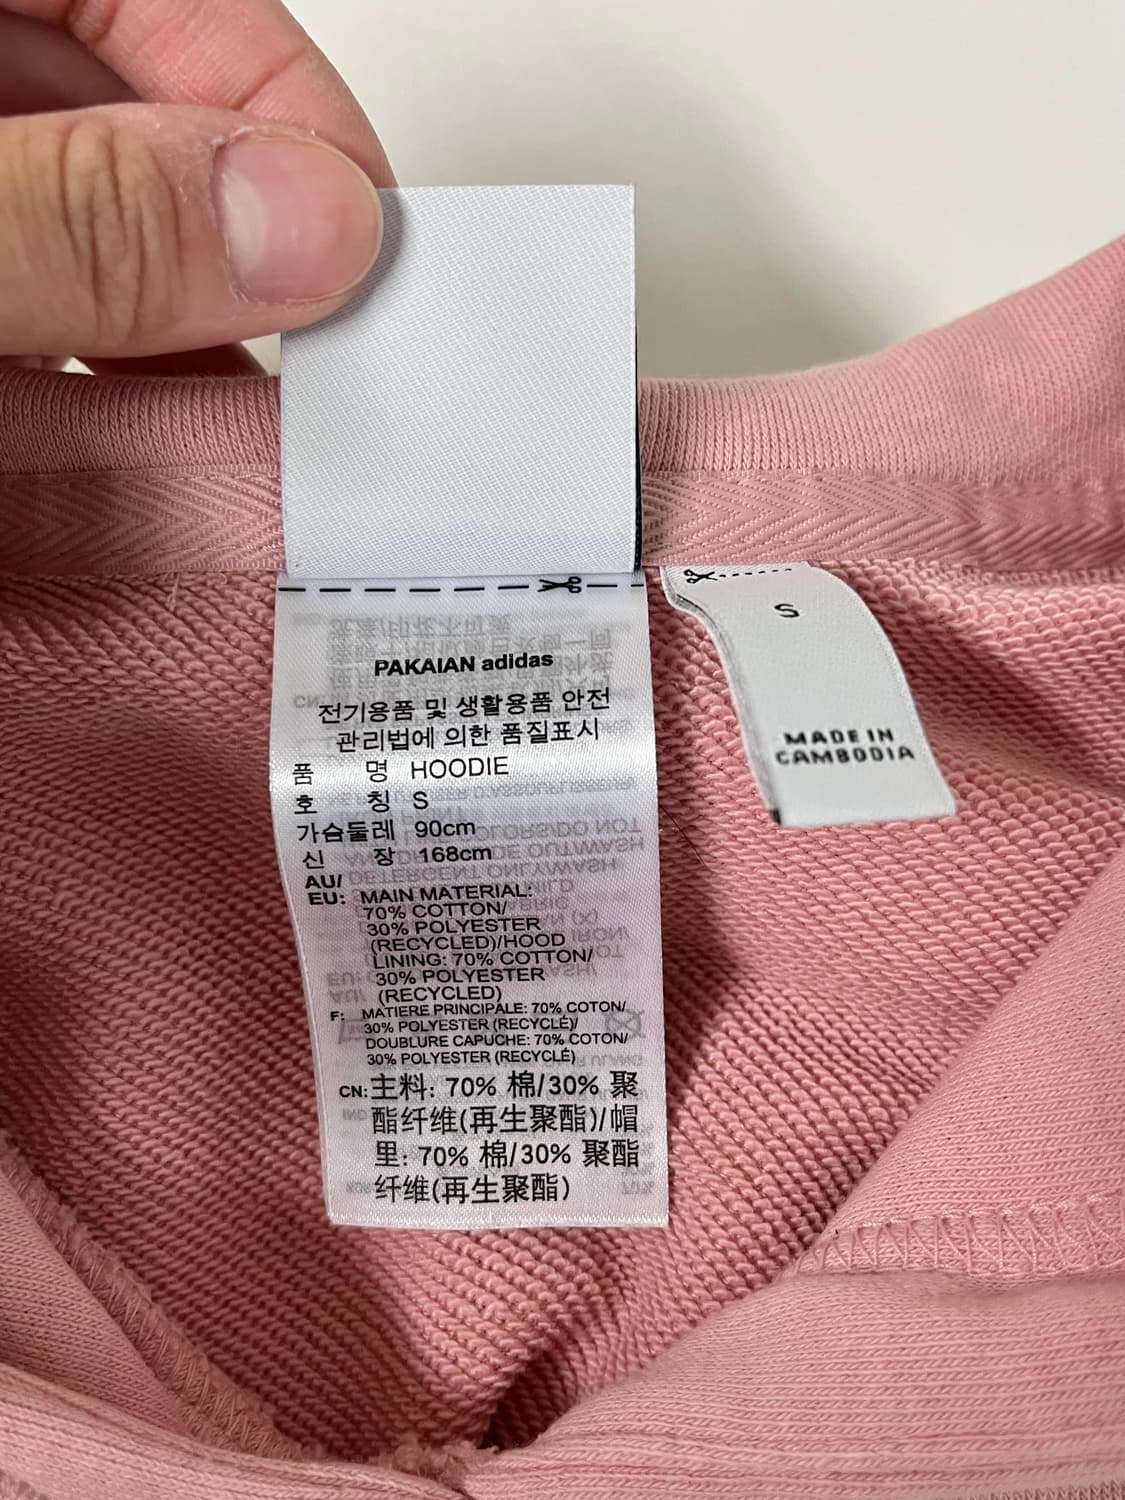 PAKAIAN adidas
전기용품 및 생활용품 안전
관리법에 의한 품질표시
품 명 HOODIE
호 칭 S
가슴둘레 90cm
신 장 168cm
AU/
EU: MAIN MATERIAL:
70% COTTON/
30% POLYESTER
(RECYCLED)/HOOD
LINING: 70% COTTON/
30% POLYESTER
(RECYCLED)
F: MATIERE PRINCIPALE: 70% COTON/
30% POLYESTER (RECYCLÉ)/
DOUBLURE CAPUCHE: 70% COTON/
30% POLYESTER (RECYCLÉ)
CN: 主料: 70% 棉/30% 聚
酯纤维(再生聚酯)/帽
里: 70% 棉/30% 聚酯
纤维(再生聚酯)
S
MADE IN
CAMBODIA